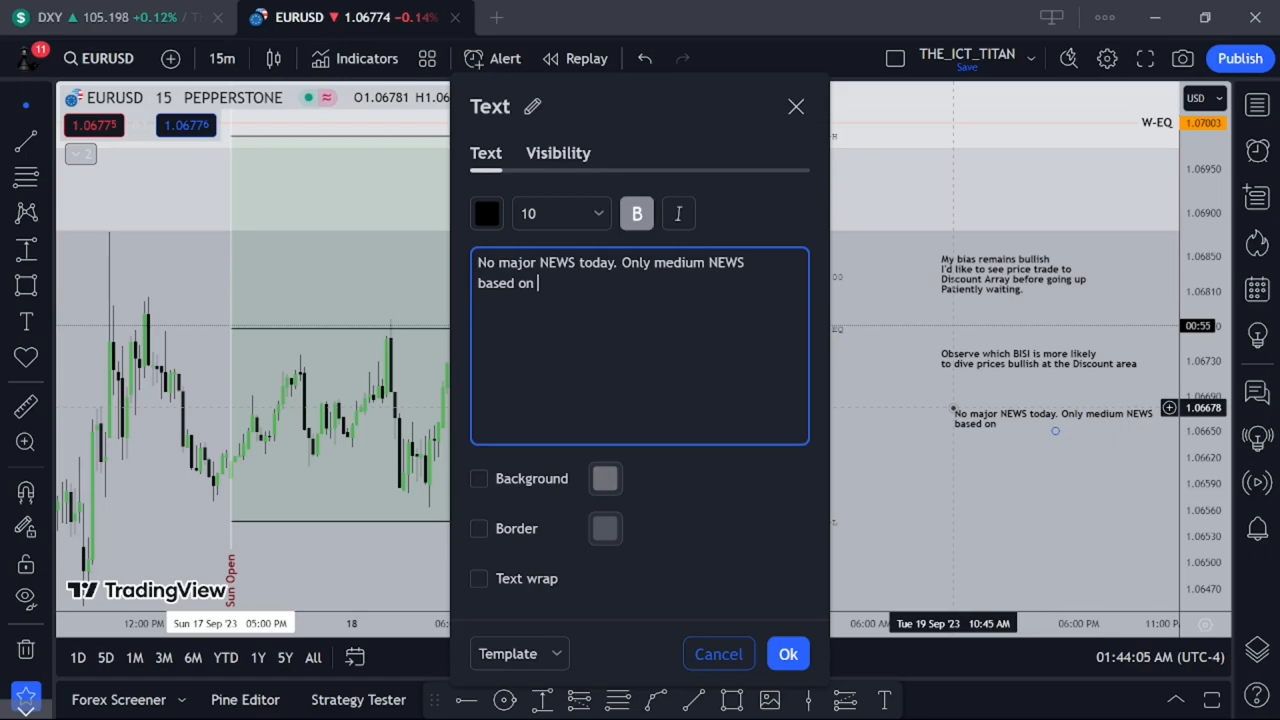 DXY 105.198 +0.12% / TH
EURUSD 1.06774 −0.14%
11
EURUSD 15m Indicators Alert Replay THE_ICT_TITAN Save Publish
EURUSD 15 PEPPERSTONE O1.06781 H1.06
1.06775 1.06776
2
Text
Text Visibility
10 B I
No major NEWS today. Only medium NEWS
based on
Background
Border
Text wrap
Template Cancel Ok
USD
W-EQ 1.07003
1.06950
1.06900
1.06850
1.06810
00:55
1.06730
1.06690
1.06678
1.06650
1.06620
1.06590
1.06560
1.06530
1.06500
1.06470
My bias remains bullish
I'd like to see price trade to
Discount Array before going up
Patiently waiting.
Observe which BISI is more likely
to dive prices bullish at the Discount area
No major NEWS today. Only medium NEWS
based on
Sun Open
TradingView
12:00 PM Sun 17 Sep '23 05:00 PM 18 06:00 AM Tue 19 Sep '23 10:45 AM 06:00 PM 11:00 P
1D 5D 1M 3M 6M YTD 1Y 5Y All 01:44:05 AM (UTC-4)
Forex Screener Pine Editor Strategy Tester